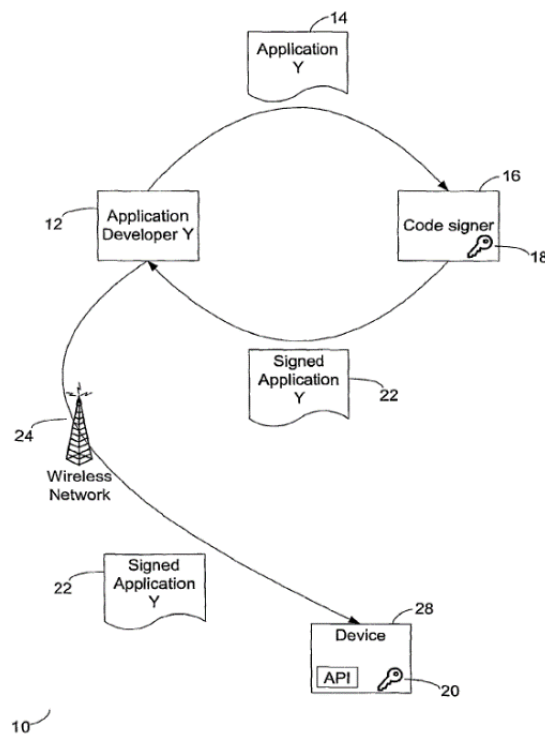 14
Application
Y
16
12
Application
Developer Y
Code signer
18
Signed
Application
Y
22
24
Wireless
Network
Signed
Application
Y
22
28
Device
API
20
10